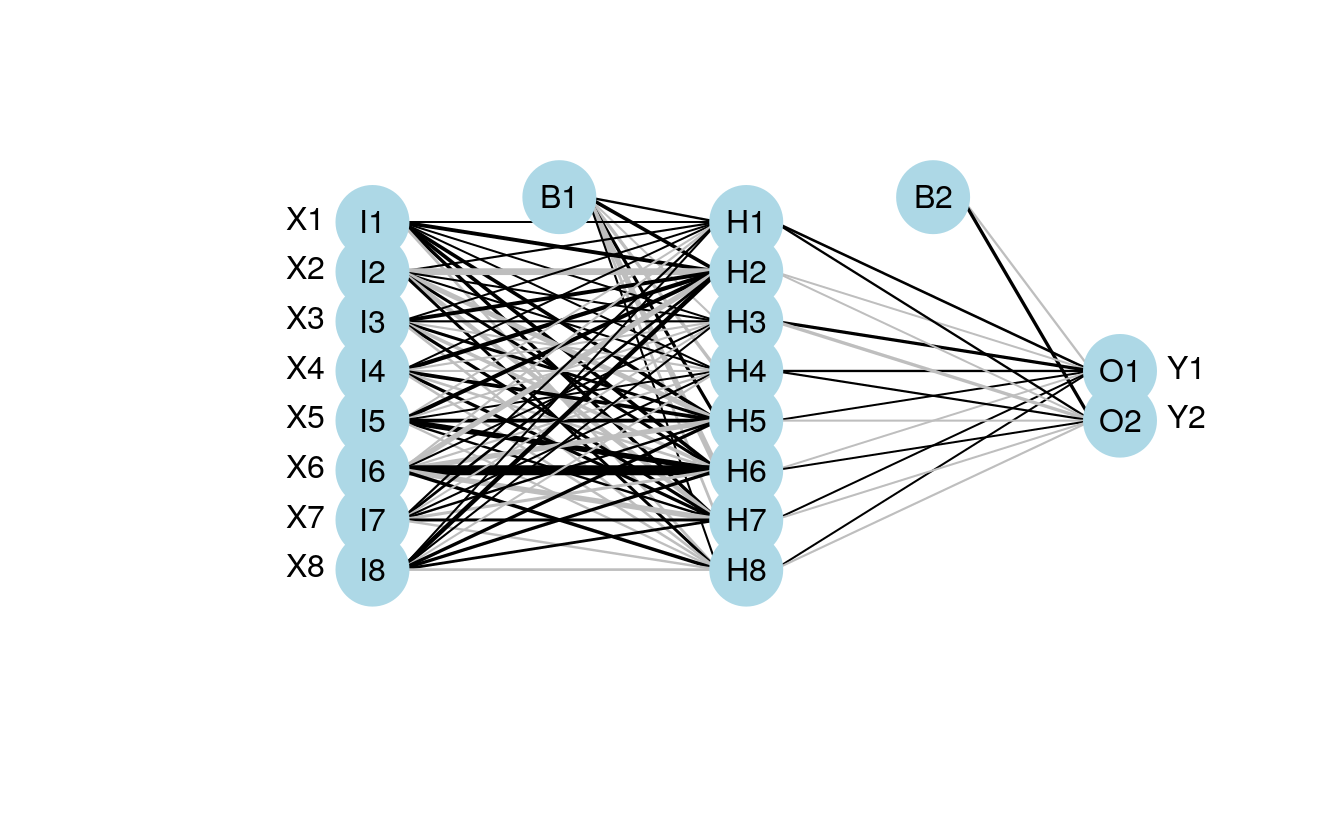 B1 B2
X1 I1 H1
X2 I2 H2
X3 I3 H3
X4 I4 H4 O1 Y1
X5 I5 H5 O2 Y2
X6 I6 H6
X7 I7 H7
X8 I8 H8